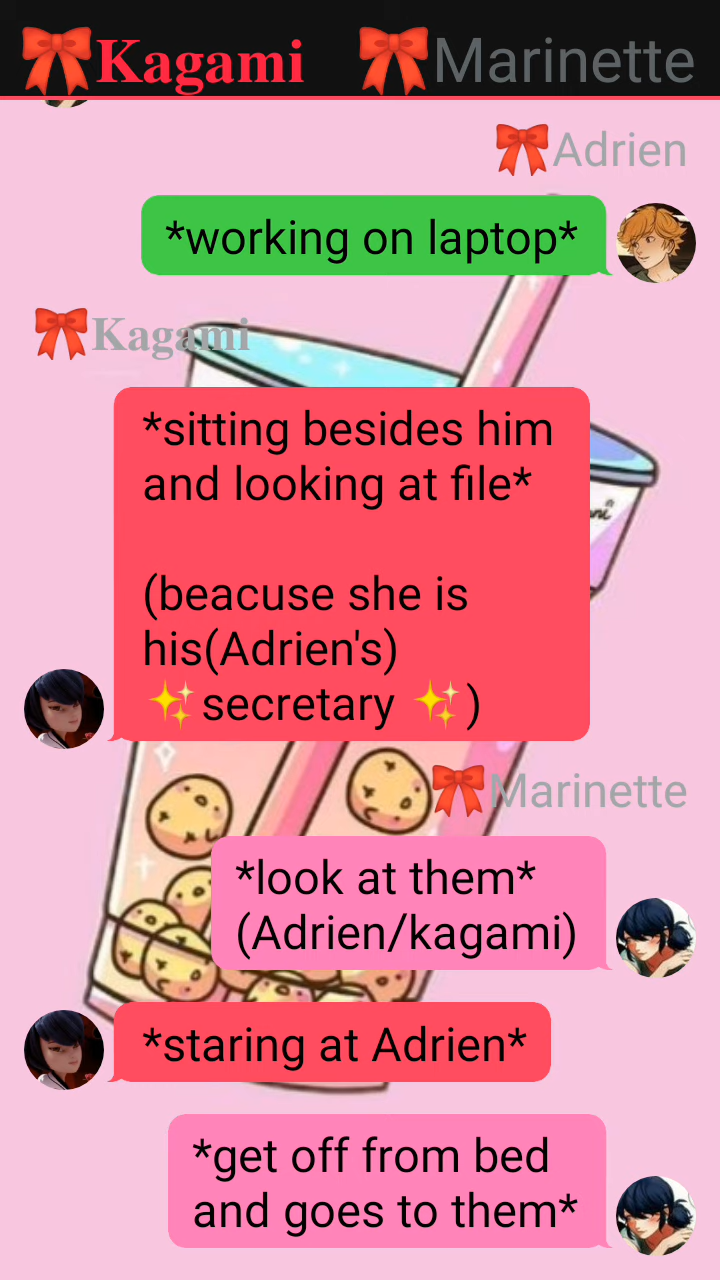 🎀Kagami 🎀Marinette
🎀Adrien
*working on laptop*
🎀Kagami
*sitting besides him
and looking at file*
(beacuse she is
his(Adrien's)
✨secretary ✨)
🎀Marinette
*look at them*
(Adrien/kagami)
*staring at Adrien*
*get off from bed
and goes to them*